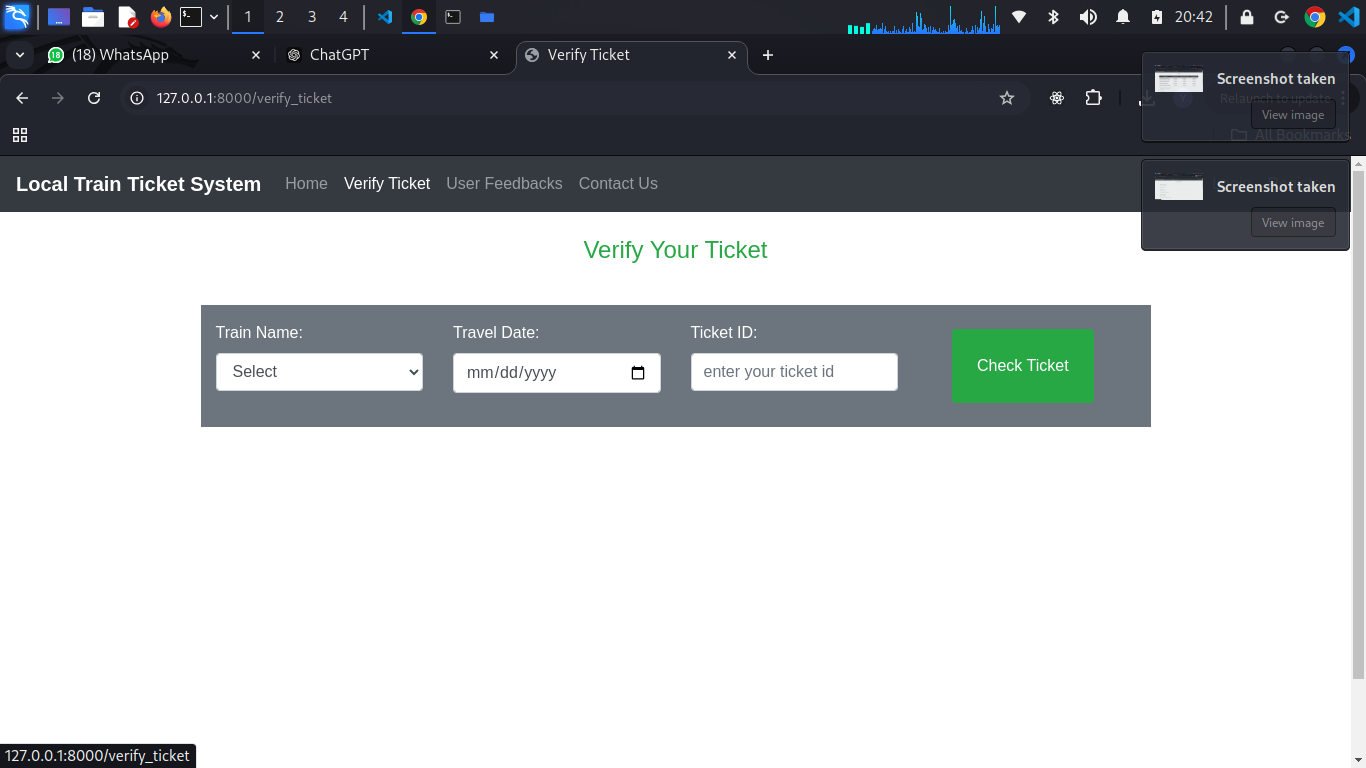 1 2 3 4 20:42
(18) WhatsApp ChatGPT Verify Ticket
Screenshot taken
127.0.0.1:8000/verify_ticket Relaunch to update
View image
All Bookmarks
Local Train Ticket System Home Verify Ticket User Feedbacks Contact Us
Screenshot taken
View image
Verify Your Ticket
Train Name: Travel Date: Ticket ID:
Select mm/dd/yyyy enter your ticket id Check Ticket
127.0.0.1:8000/verify_ticket